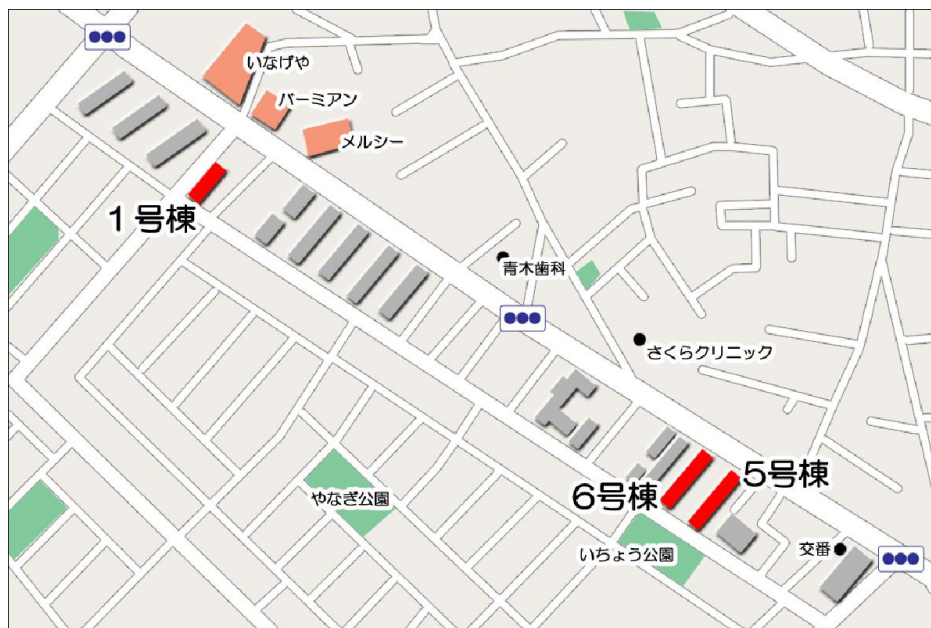 いなげや
バーミアン
メルシー
1号棟
青木歯科
さくらクリニック
5号棟
6号棟
やなぎ公園
いちょう公園
交番